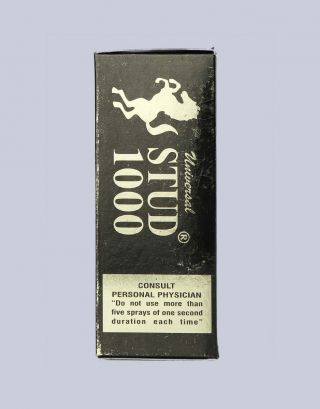 Universal
STUD ®
1000
CONSULT
PERSONAL PHYSICIAN
"Do not use more than
five sprays of one second
duration each time"